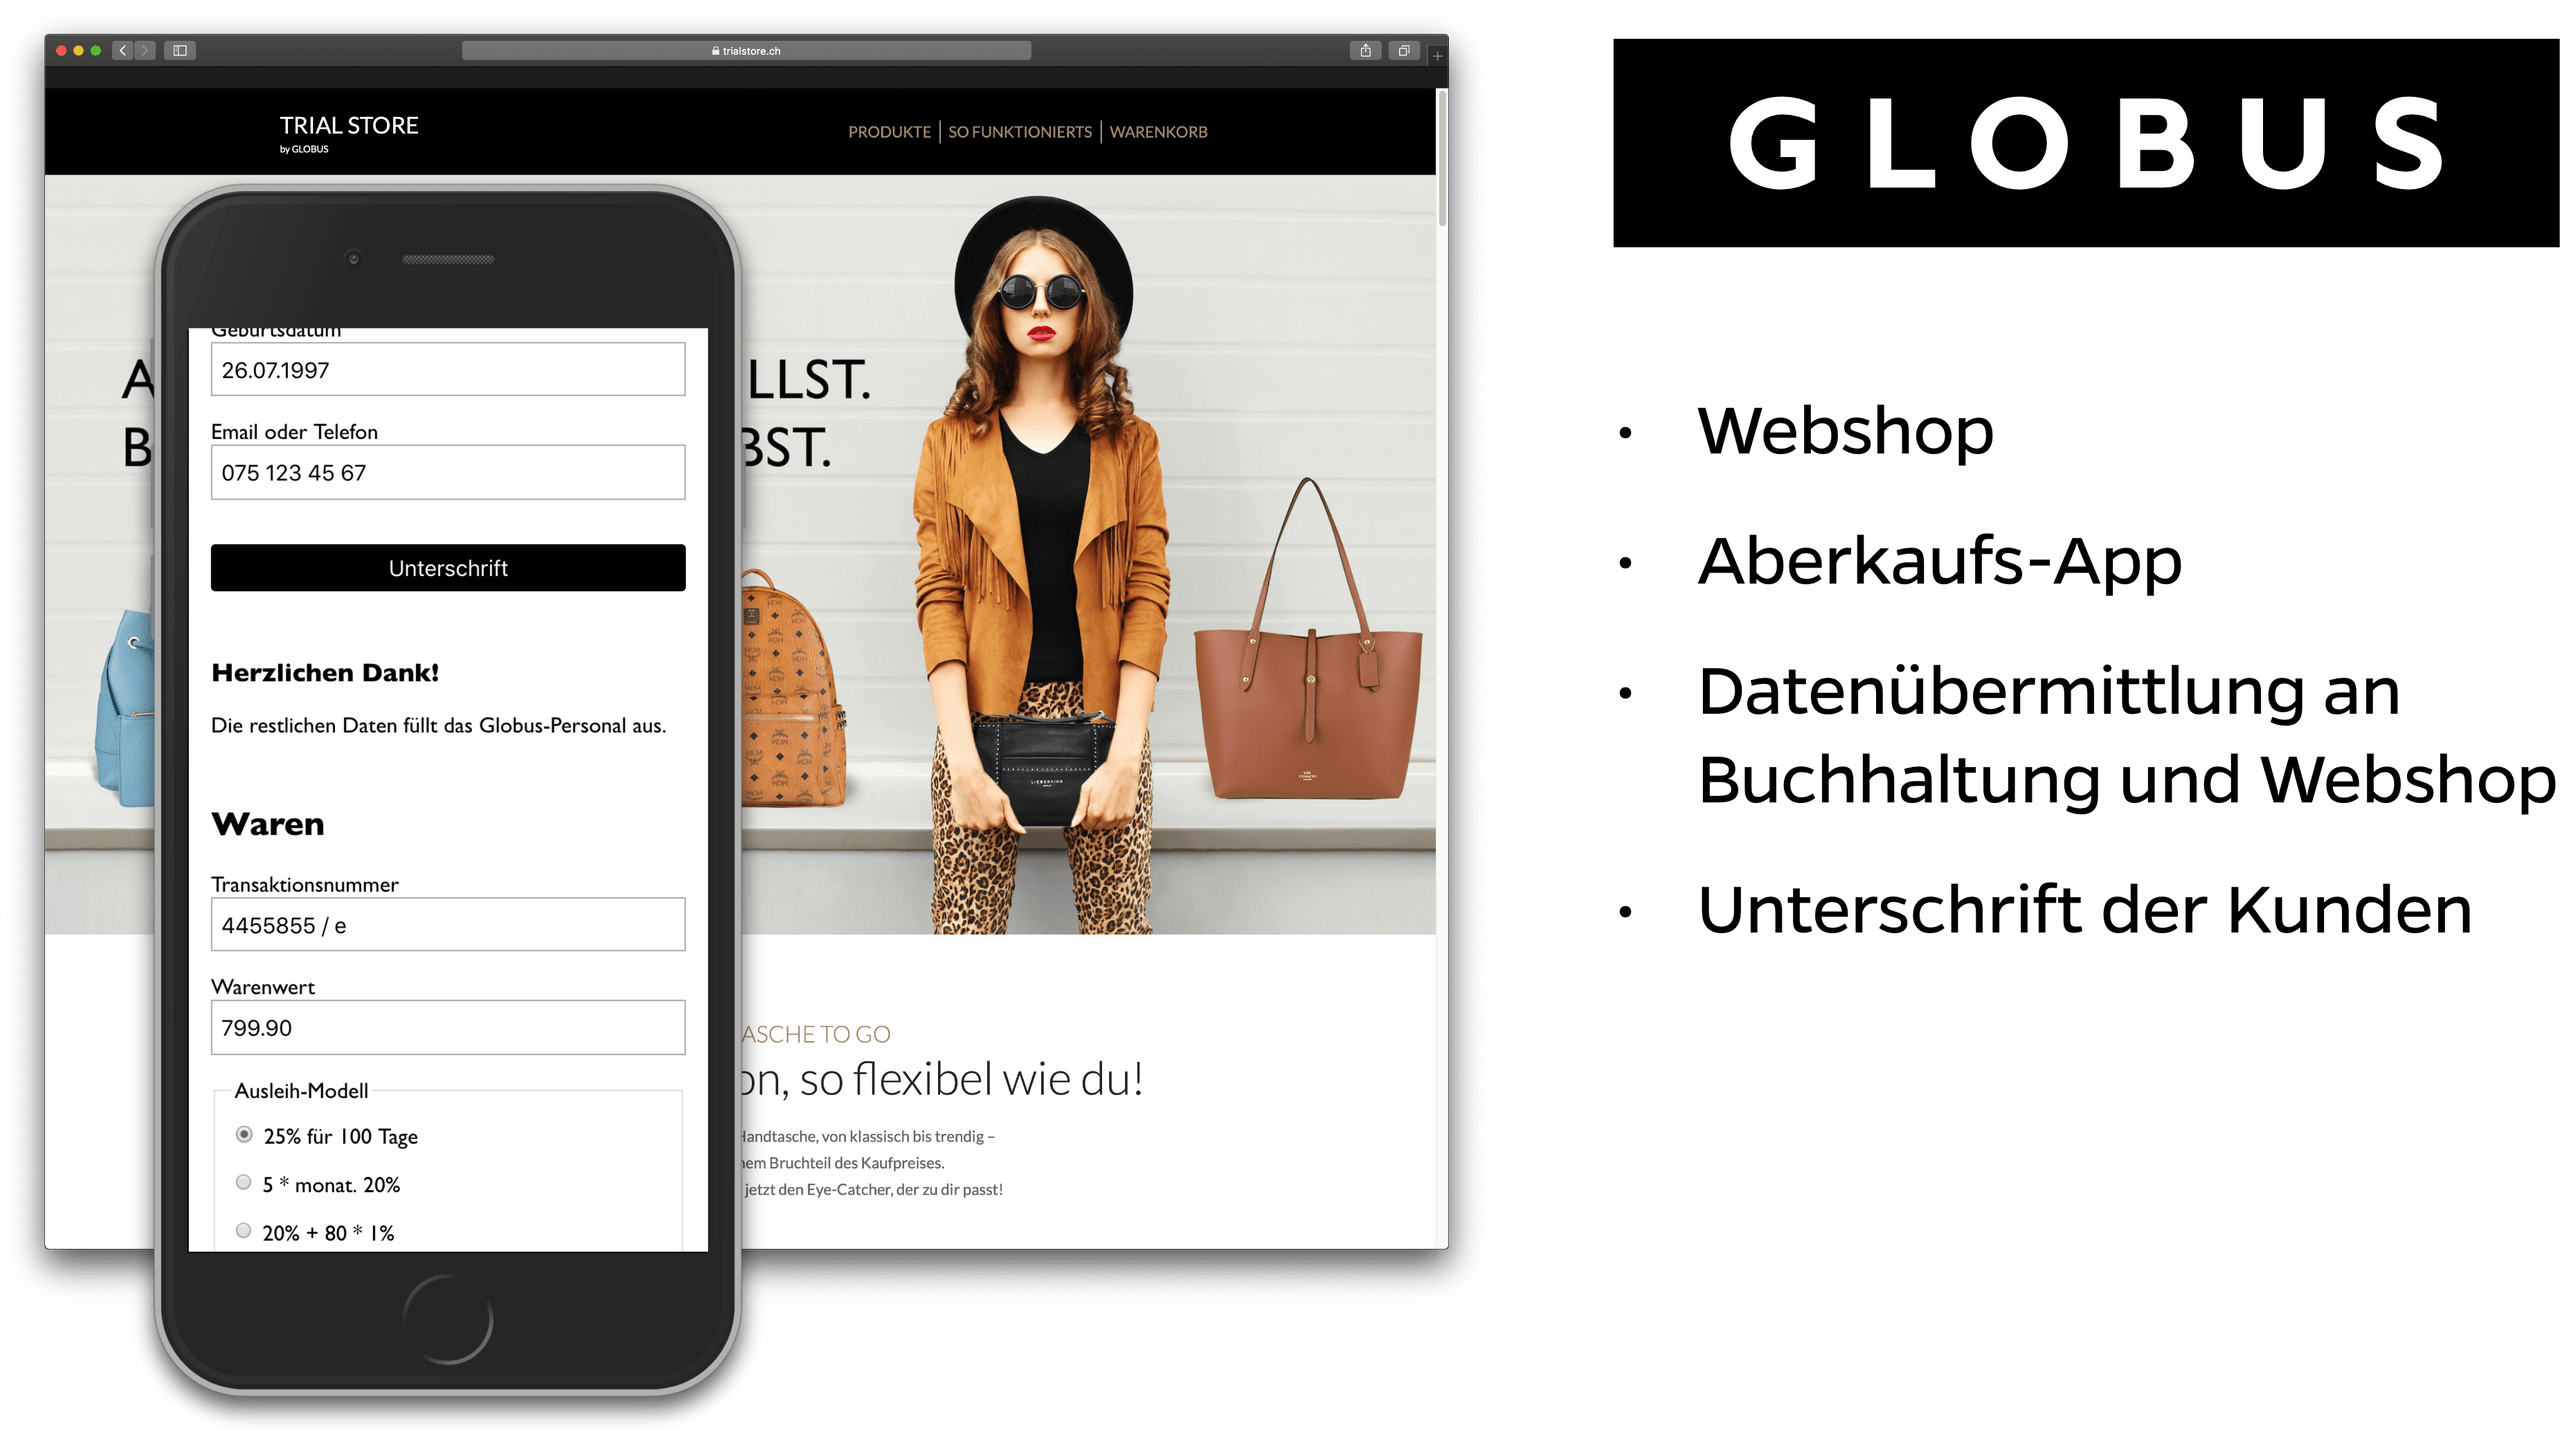 trialstore.ch
TRIAL STORE
by GLOBUS
PRODUKTE | SO FUNKTIONIERTS | WARENKORB
A LLST.
B BST.
Geburtsdatum
26.07.1997
Email oder Telefon
075 123 45 67
Unterschrift
Herzlichen Dank!
Die restlichen Daten füllt das Globus-Personal aus.
Waren
Transaktionsnummer
4455855 / e
Warenwert
799.90
Ausleih-Modell
25% für 100 Tage
5 * monat. 20%
20% + 80 * 1%
LIEBESKIND
COACH
MCM
ASCHE TO GO
on, so flexibel wie du!
Handtasche, von klassisch bis trendig –
nem Bruchteil des Kaufpreises.
jetzt den Eye-Catcher, der zu dir passt!
GLOBUS
• Webshop
• Aberkaufs-App
• Datenübermittlung an
Buchhaltung und Webshop
• Unterschrift der Kunden